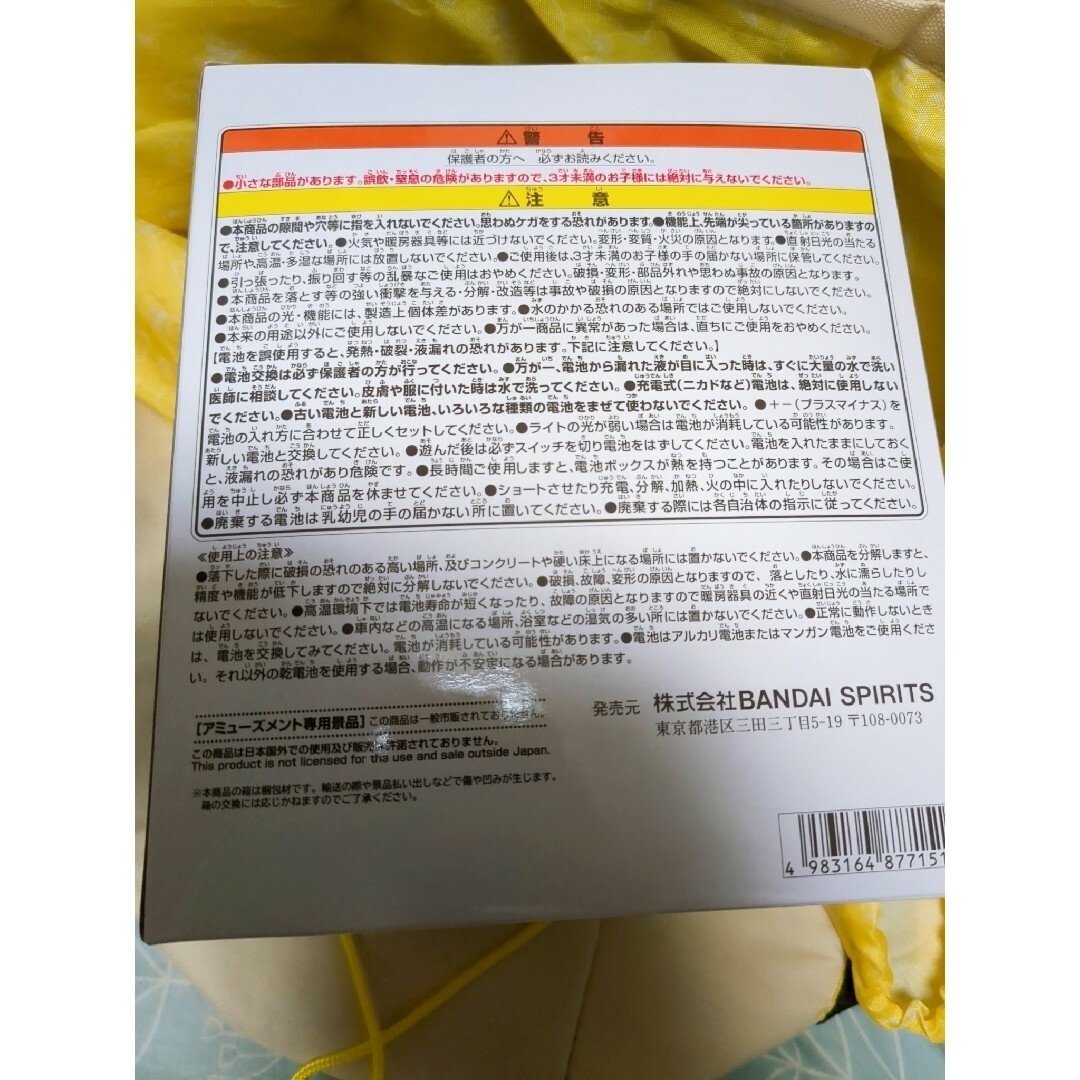 ⚠警告
保護者の方へ 必ずお読みください。
●小さな部品があります。誤飲・窒息の危険がありますので、3才未満のお子様には絶対に与えないでください。
⚠注意
●本商品の隙間や穴等に指を入れないでください。思わぬケガをする恐れがあります。●機能上、先端が尖っている箇所がありますの
で、注意してください。●火気や暖房器具等には近づけないでください。変形・変質・火災の原因となります。●直射日光の当たる
場所や、高温・多湿な場所には放置しないでください。●ご使用後は、3才未満のお子様の手の届かない場所に保管してください。
●引っ張ったり、振り回す等の乱暴なご使用はおやめください。破損・変形・部品外れや思わぬ事故の原因となります。
●本商品を落とす等の強い衝撃を与える・分解・改造等は事故や破損の原因となりますので絶対にしないでください。
●本商品の光・機能には、製造上個体差があります。●水のかかる恐れのある場所ではご使用しないでください。
●本来の用途以外にご使用しないでください。●万が一商品に異常があった場合は、直ちにご使用をおやめください。
【電池を誤使用すると、発熱・破裂・液漏れの恐れがあります。下記に注意してください。】
●電池交換は必ず保護者の方が行ってください。●万が一、電池から漏れた液が目に入った時は、すぐに大量の水で洗い
医師に相談してください。皮膚や服に付いた時は水で洗ってください。●充電式(ニカドなど)電池は、絶対に使用しない
でください。●古い電池と新しい電池、いろいろな種類の電池をまぜて使わないでください。●+−(プラスマイナス)を
電池の入れ方に合わせて正しくセットしてください。●ライトの光が弱い場合は電池が消耗している可能性があります。
新しい電池と交換してください。●遊んだ後は必ずスイッチを切り電池をはずしてください。電池を入れたままにしておく
と、液漏れの恐れがあり危険です。●長時間ご使用しますと、電池ボックスが熱を持つことがあります。その場合はご使
用を中止し必ず本商品を休ませてください。●ショートさせたり充電、分解、加熱、火の中に入れたりしないでください。
●廃棄する電池は乳幼児の手の届かない所に置いてください。●廃棄する際には各自治体の指示に従ってください。
≪使用上の注意≫
●落下した際に破損の恐れのある高い場所、及びコンクリートや硬い床上になる場所には置かないでください。●本商品を分解しますと、
精度や機能が低下しますので絶対に分解しないでください。●破損、故障、変形の原因となりますので、落としたり、水に濡らしたりし
ないでください。●高温環境下では電池寿命が短くなったり、故障の原因となりますので暖房器具の近くや直射日光の当たる場所で
は使用しないでください。●車内などの高温になる場所、浴室などの湿気の多い所には置かないでください。●正常に動作しないとき
は、電池を交換してみてください。電池が消耗している可能性があります。●電池はアルカリ電池またはマンガン電池をご使用くださ
い。それ以外の乾電池を使用する場合、動作が不安定になる場合があります。
発売元 株式会社BANDAI SPIRITS
東京都港区三田三丁目5-19 〒108-0073
【アミューズメント専用景品】この商品は一般市販されておりません。
この商品は日本国外での使用及び販売は許諾されておりません。
This product is not licensed for the use and sale outside Japan.
※本商品の箱は梱包材です。輸送の際や景品払い出しなどで傷や凹みが生じます。
箱の交換には応じかねますのでご了承ください。
4 983164 877151